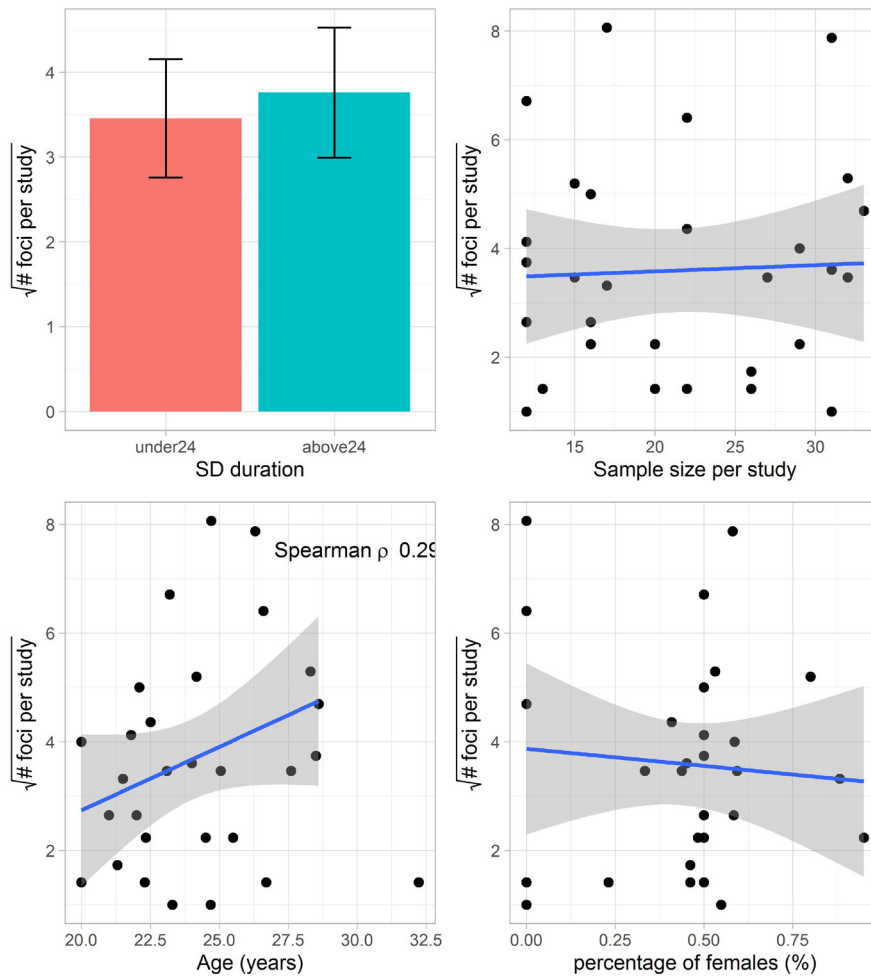 √# foci per study
4
3
2
1
0
under24 above24
SD duration
√# foci per study
8
6
4
2
15 20 25 30
Sample size per study
√# foci per study
8
6
4
2
Spearman ρ 0.29
20.0 22.5 25.0 27.5 30.0 32.5
Age (years)
√# foci per study
8
6
4
2
0.00 0.25 0.50 0.75
percentage of females (%)